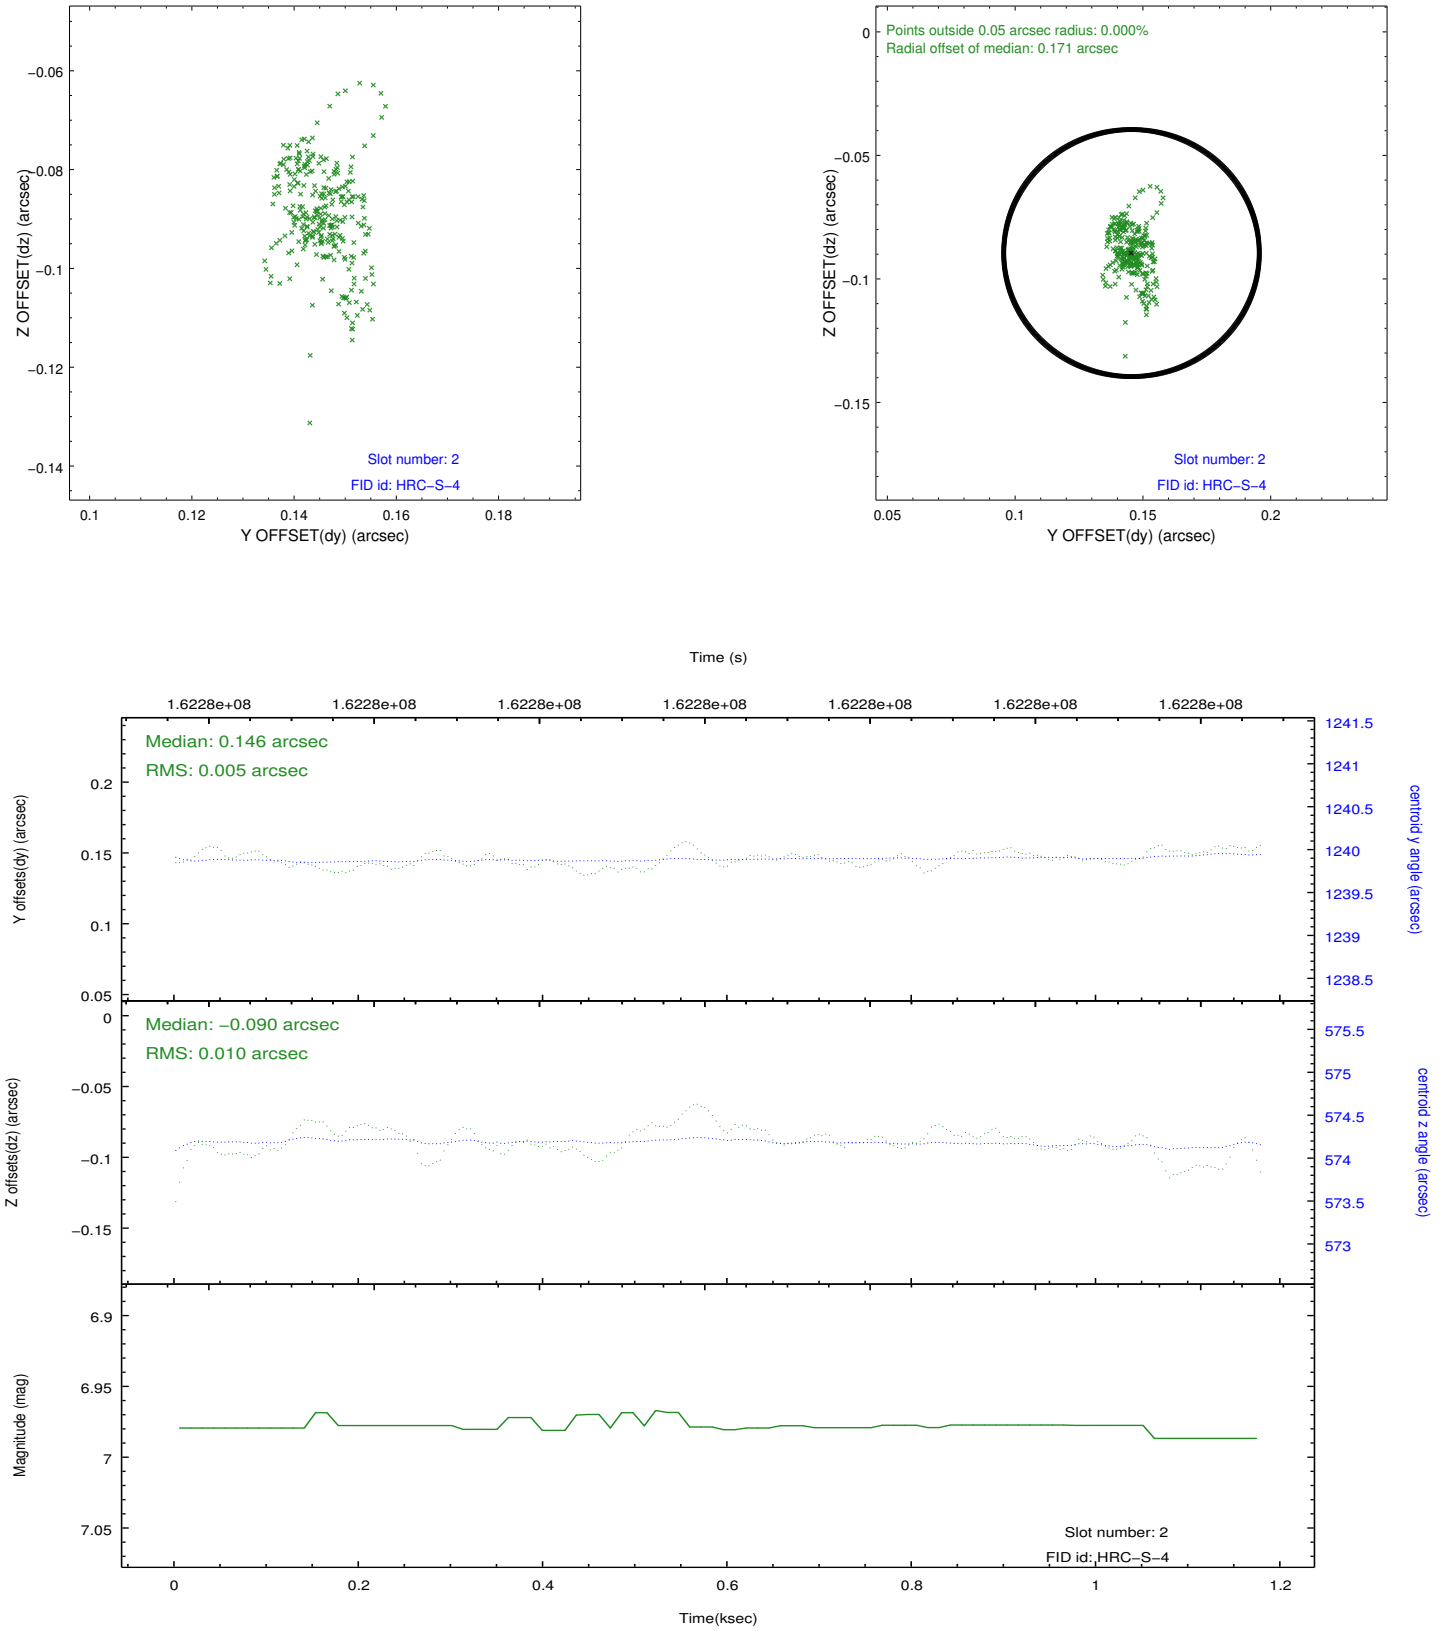 −0.06
−0.08
−0.1
−0.12
−0.14
Z OFFSET(dz) (arcsec)
0.1 0.12 0.14 0.16 0.18
Y OFFSET(dy) (arcsec)
Slot number: 2
FID id: HRC−S−4
Points outside 0.05 arcsec radius: 0.000%
Radial offset of median: 0.171 arcsec
0
−0.05
−0.1
−0.15
Z OFFSET(dz) (arcsec)
0.05 0.1 0.15 0.2
Y OFFSET(dy) (arcsec)
Slot number: 2
FID id: HRC−S−4
Time (s)
1.6228e+08 1.6228e+08 1.6228e+08 1.6228e+08 1.6228e+08 1.6228e+08 1.6228e+08
Median: 0.146 arcsec
RMS: 0.005 arcsec
0.2
0.15
0.1
0.05
Y offsets(dy) (arcsec)
1241.5
1241
1240.5
1240
1239.5
1239
1238.5
centroid y angle (arcsec)
Median: −0.090 arcsec
RMS: 0.010 arcsec
0
−0.05
−0.1
−0.15
Z offsets(dz) (arcsec)
575.5
575
574.5
574
573.5
573
centroid z angle (arcsec)
6.9
6.95
7
7.05
Magnitude (mag)
Slot number: 2
FID id: HRC−S−4
0 0.2 0.4 0.6 0.8 1 1.2
Time(ksec)